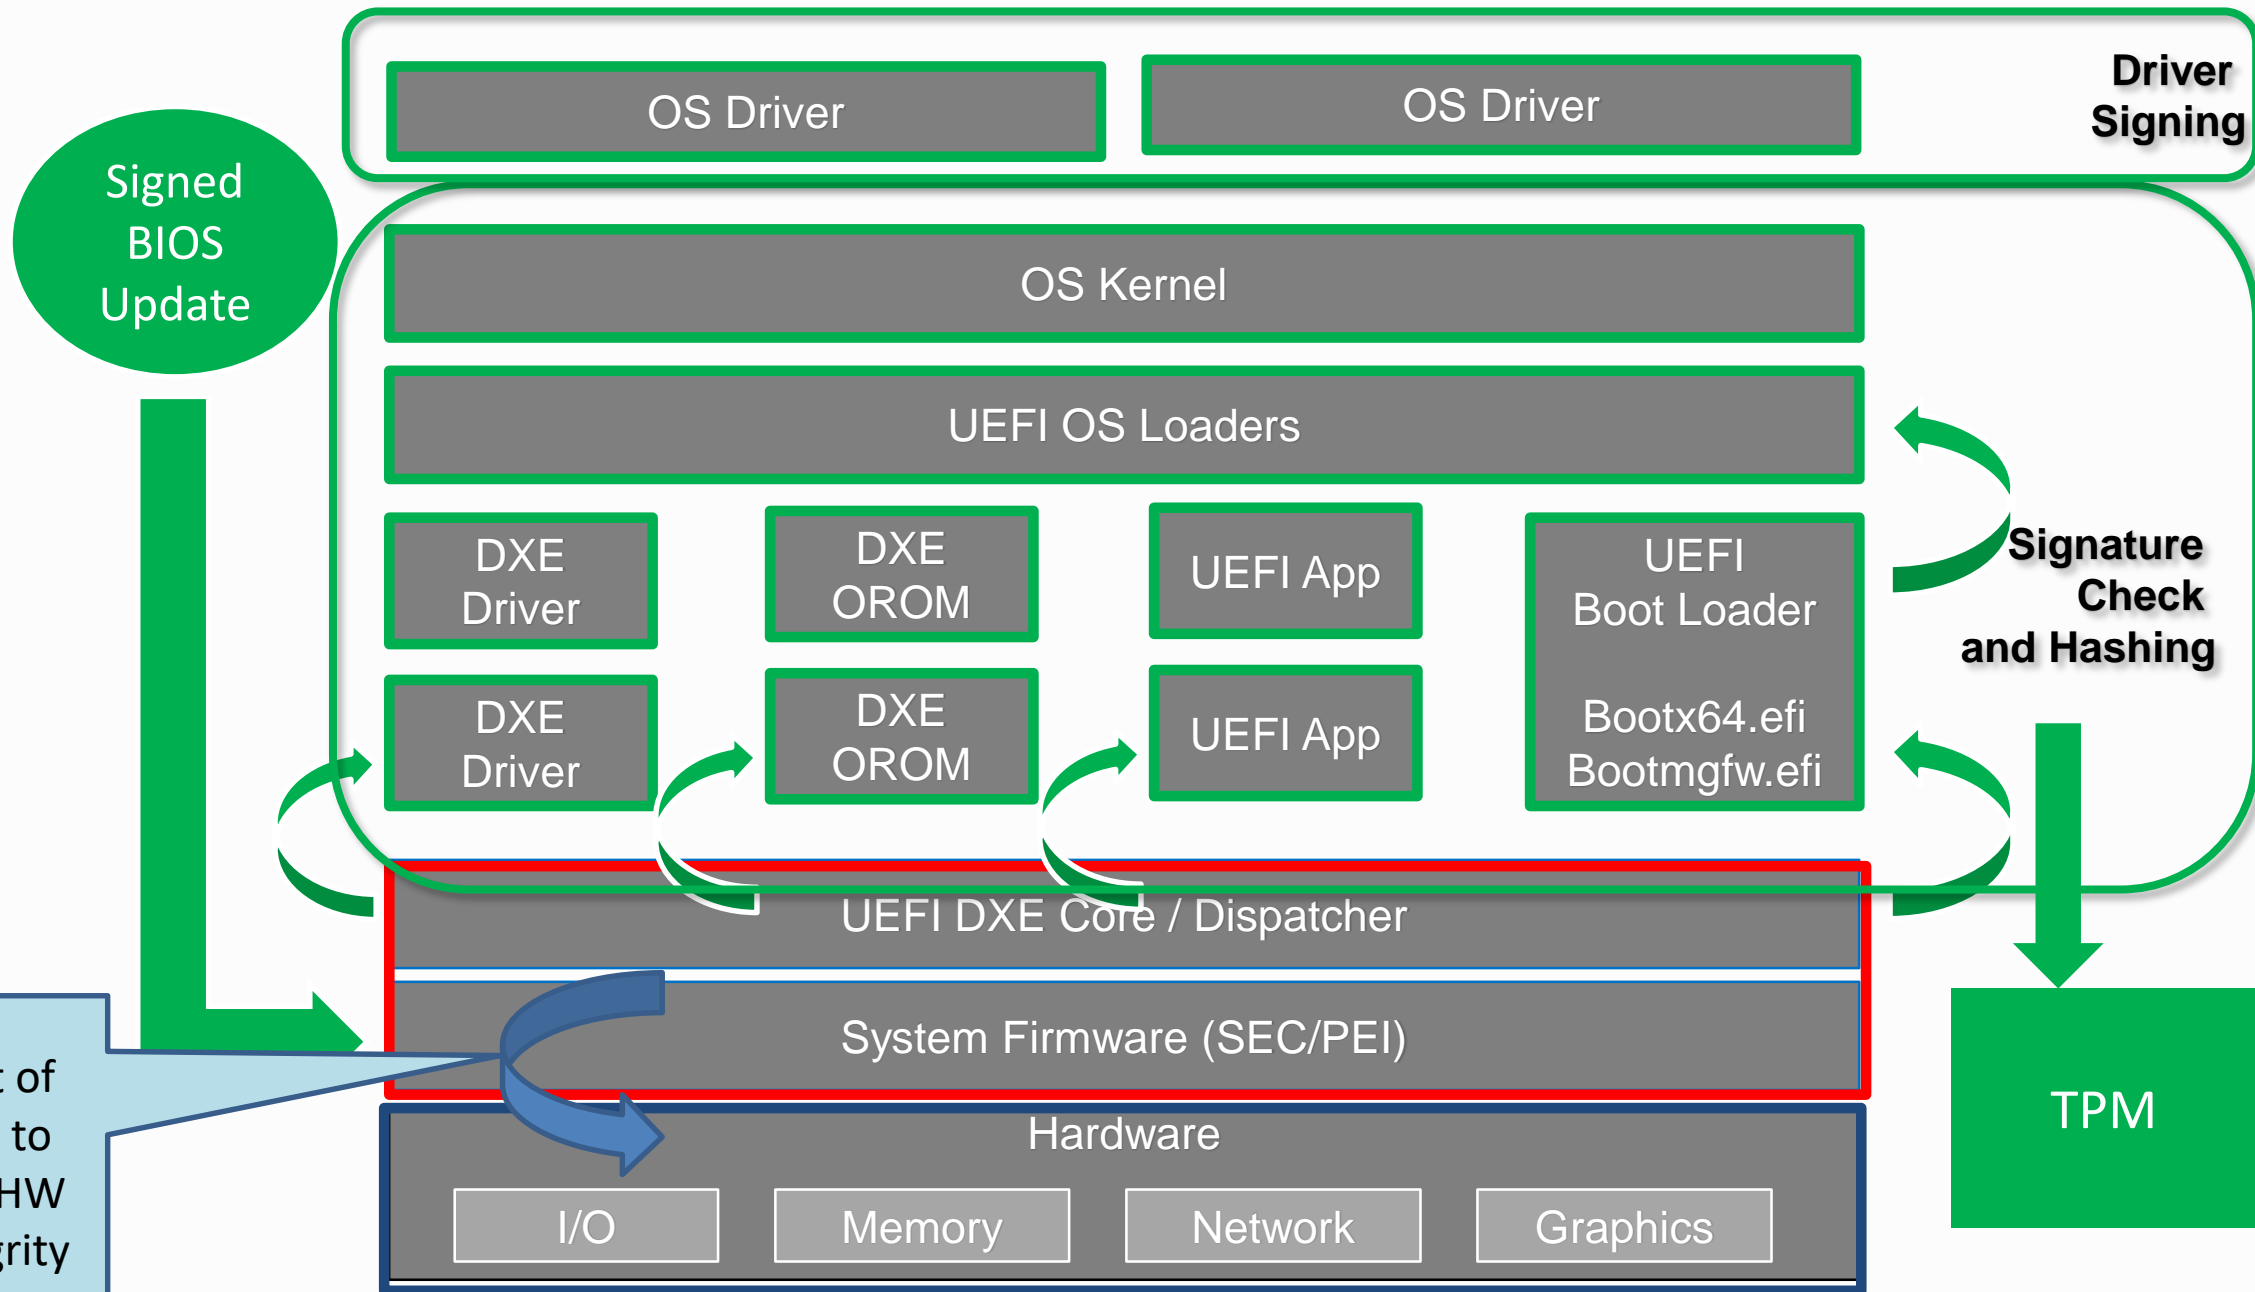 Driver
Signing
OS Driver
OS Driver
Signed
BIOS
Update
OS Kernel
UEFI OS Loaders
DXE
Driver
DXE
OROM
UEFI App
UEFI
Boot Loader
Bootx64.efi
Bootmgfw.efi
Signature
Check
and Hashing
DXE
Driver
DXE
OROM
UEFI App
UEFI DXE Core / Dispatcher
System Firmware (SEC/PEI)
of
to
HW
Hardware
I/O
Memory
Network
Graphics
TPM